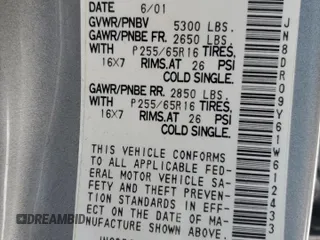 DATE 6/01
GVWR/PNBV 5300 LBS.
GAWR/PNBE FR. 2650 LBS.
WITH P255/65R16 TIRES,
16X7 RIMS.AT 26 PSI
COLD SINGLE.
GAWR/PNBE RR. 2850 LBS.
WITH P255/65R16 TIRES,
16X7 RIMS.AT 26 PSI
COLD SINGLE.
THIS VEHICLE CONFORMS
TO ALL APPLICABLE FED-
ERAL MOTOR VEHICLE SA-
FETY AND THEFT PREVEN-
TION STANDARDS IN EFF-
ECT ON THE DATE OF MA-
NUFACTURE SHOWN ABOVE.
JN8DR09Y61W612433
DREAMBID